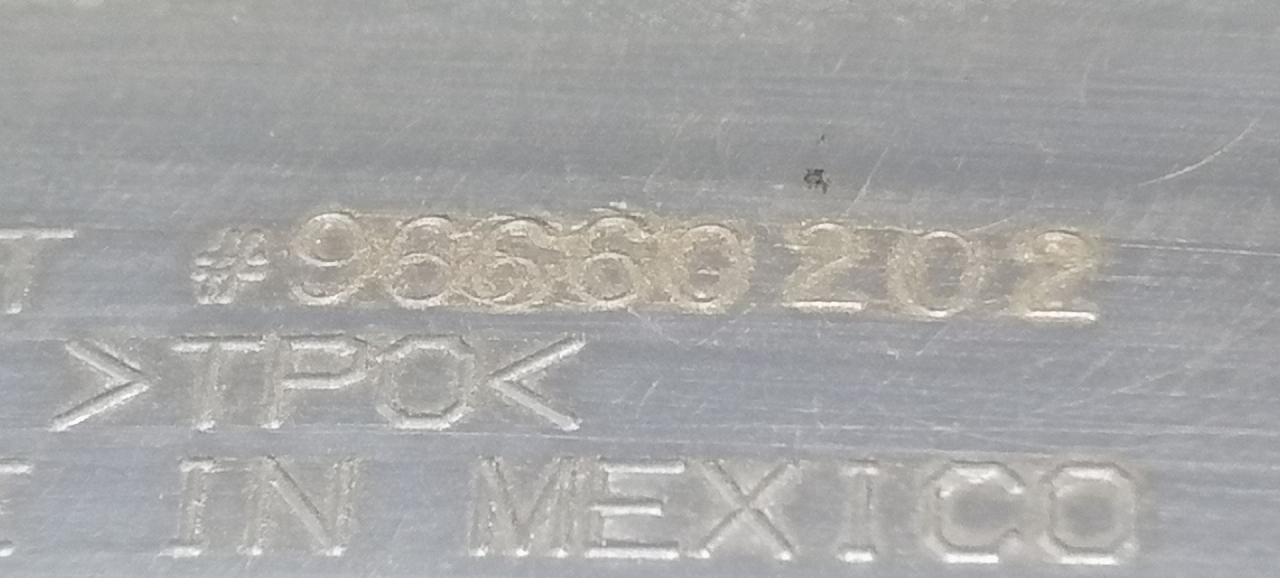 T #96660202
>TPO<
E IN MEXICO